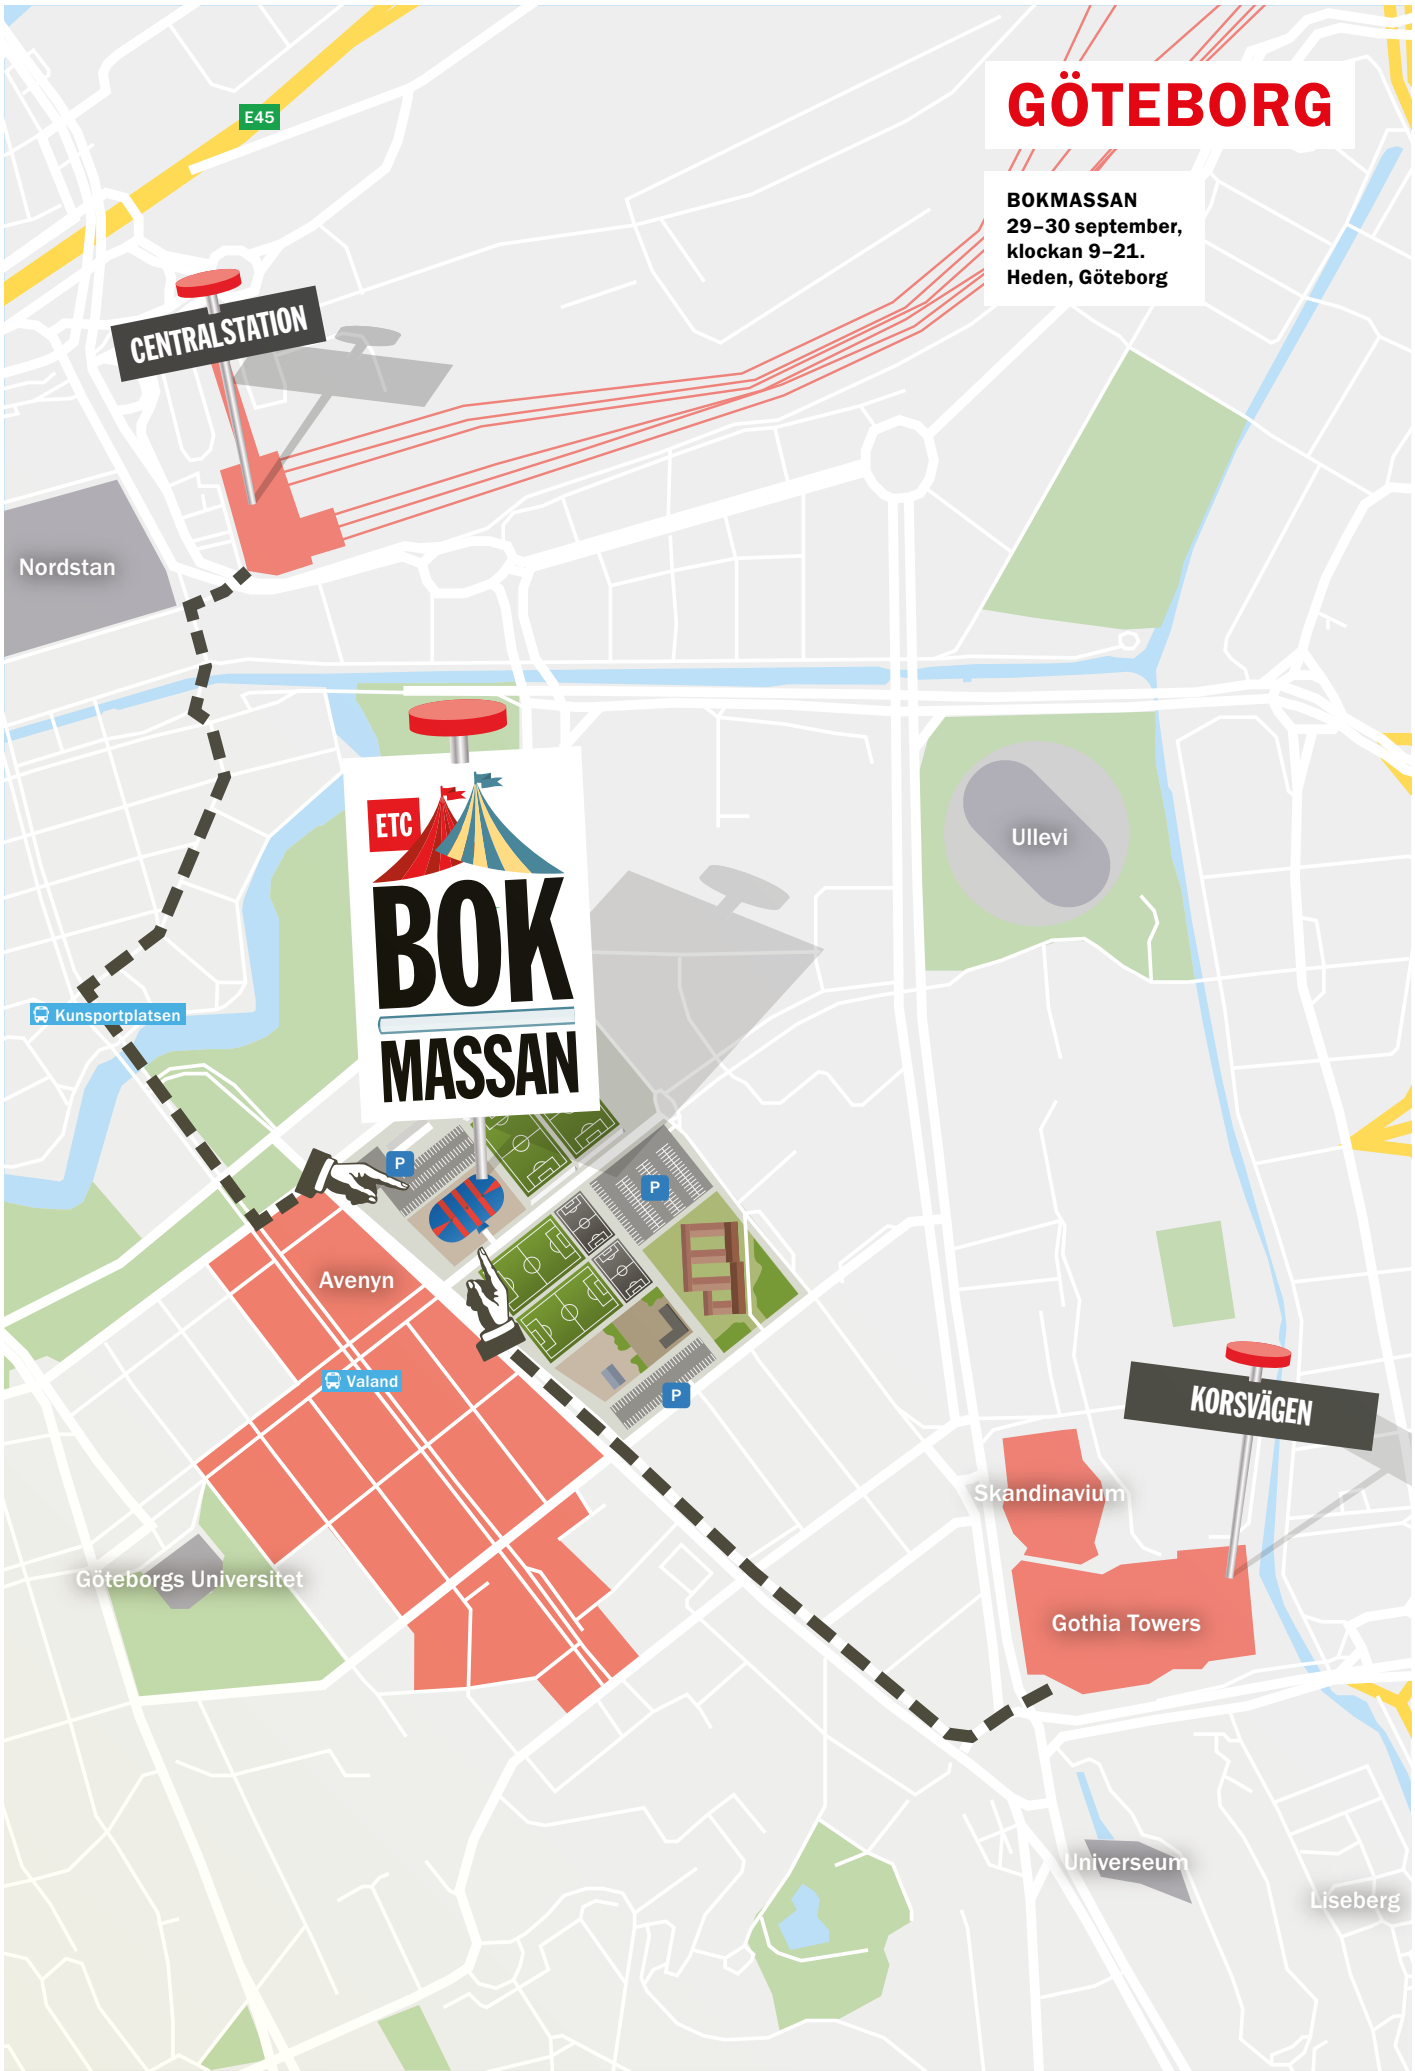 E45
GÖTEBORG
BOKMASSAN
29–30 september,
klockan 9–21.
Heden, Göteborg
CENTRALSTATION
Nordstan
ETC
BOK
MASSAN
Ullevi
Kunsportplatsen
P
P
Avenyn
Valand
P
KORSVÄGEN
Skandinavium
Göteborgs Universitet
Gothia Towers
Universeum
Liseberg